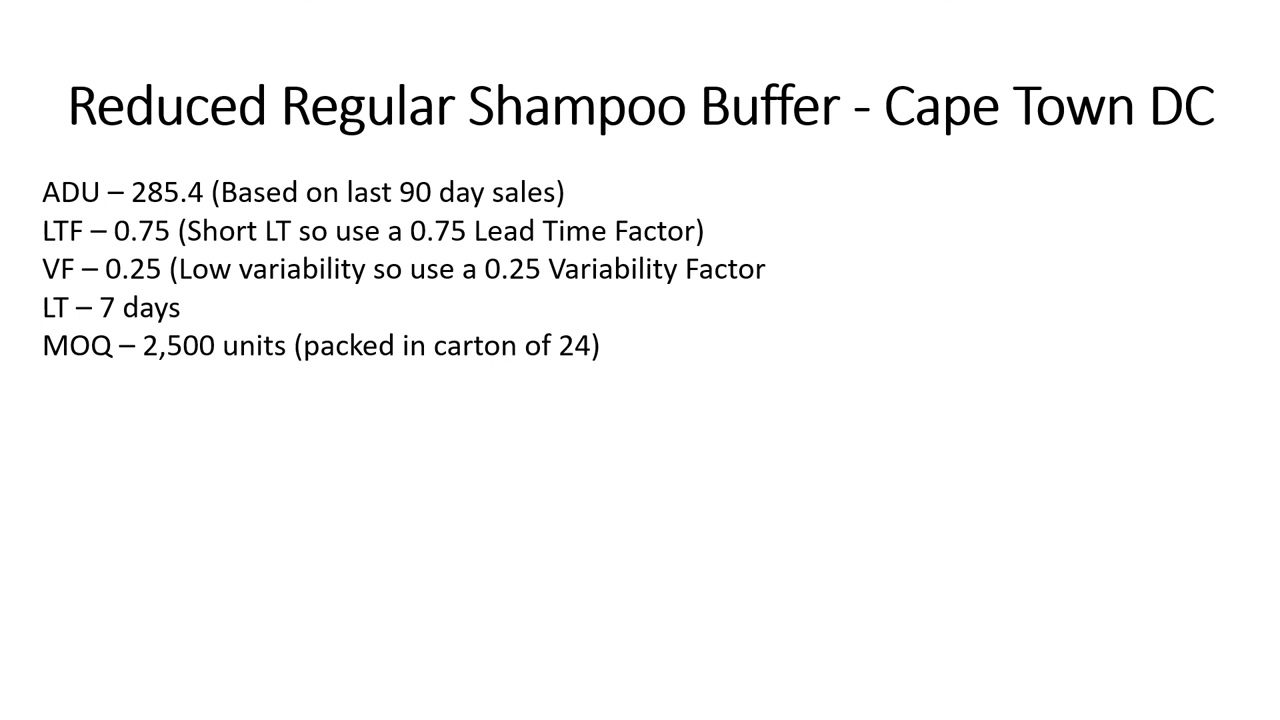 Reduced Regular Shampoo Buffer - Cape Town DC
ADU – 285.4 (Based on last 90 day sales)
LTF – 0.75 (Short LT so use a 0.75 Lead Time Factor)
VF – 0.25 (Low variability so use a 0.25 Variability Factor
LT – 7 days
MOQ – 2,500 units (packed in carton of 24)